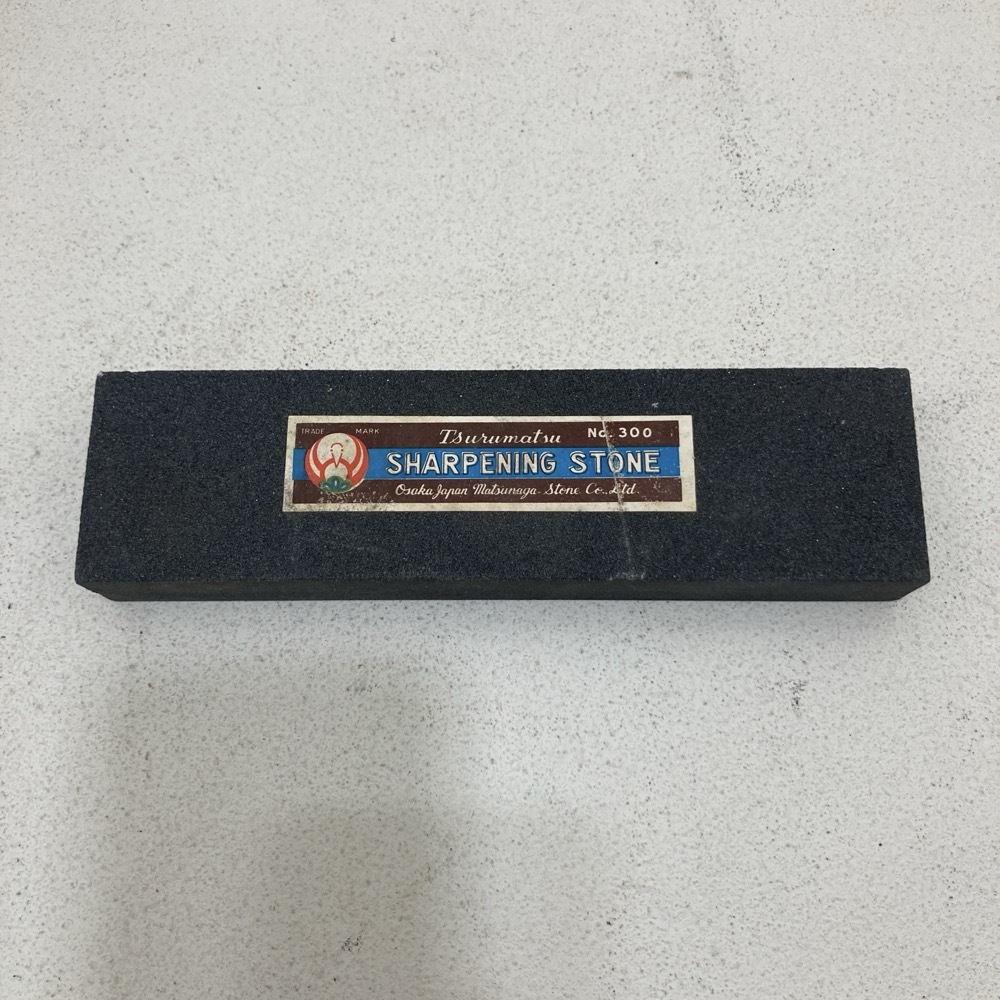 TRADE MARK
Tsurumatsu No. 300
SHARPENING STONE
Osaka Japan Matsunaga Stone Co., Ltd.